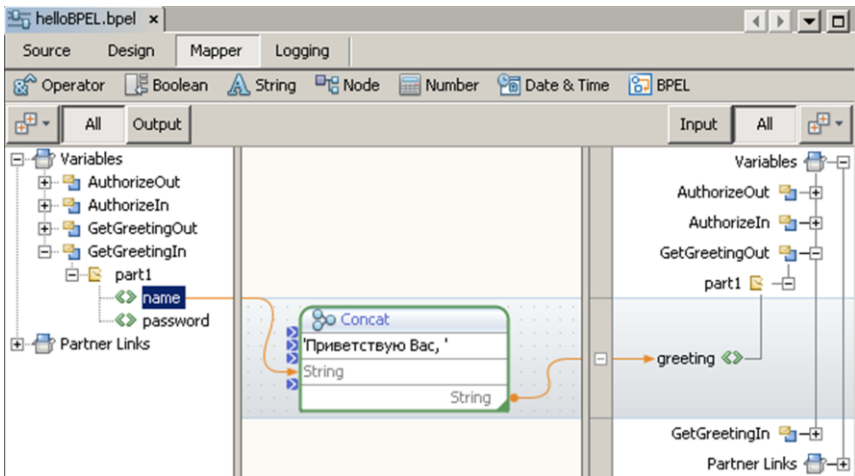 helloBPEL.bpel
Source Design Mapper Logging
Operator Boolean String Node Number Date & Time BPEL
All Output Input All
Variables
AuthorizeOut
AuthorizeIn
GetGreetingOut
GetGreetingIn
part1
name
password
Partner Links
Concat
'Приветствую Вас, '
String
String
Variables
AuthorizeOut
AuthorizeIn
GetGreetingOut
part1
greeting
GetGreetingIn
Partner Links